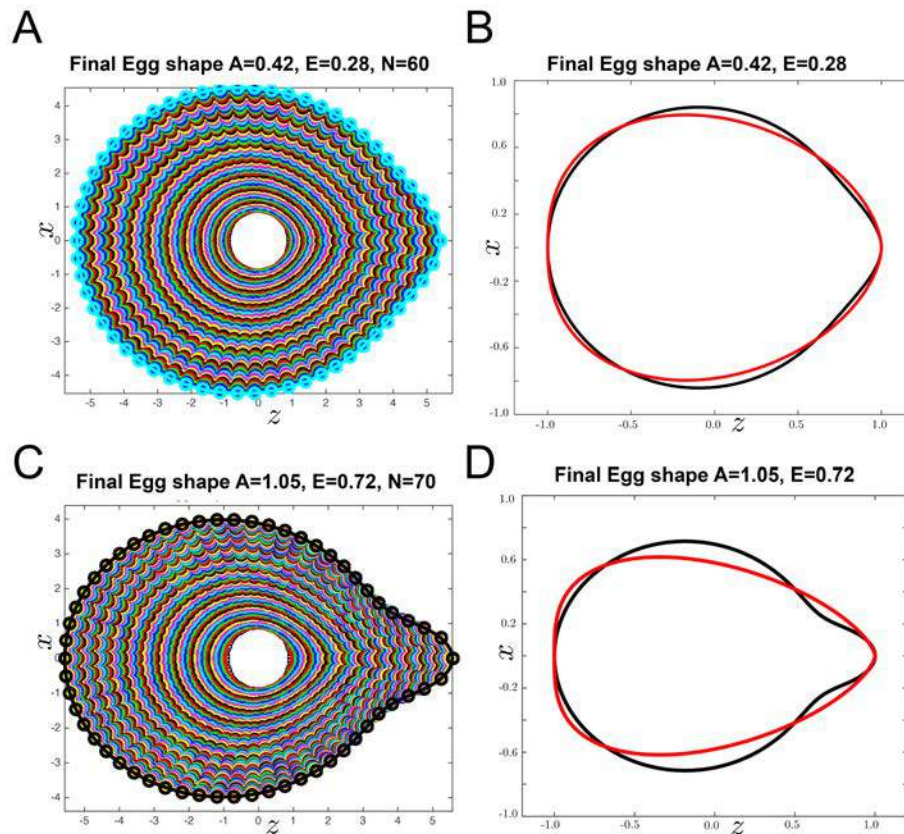 A
Final Egg shape A=0.42, E=0.28, N=60
4
3
2
1
0
-1
-2
-3
-4
x
-5 -4 -3 -2 -1 0 1 2 3 4 5
z
B
Final Egg shape A=0.42, E=0.28
1.0
0.6
0.2
x
-0.2
-0.6
-1.0
-1.0 -0.5 0.0 0.5 1.0
z
C
Final Egg shape A=1.05, E=0.72, N=70
4
3
2
1
0
-1
-2
-3
-4
x
-5 -4 -3 -2 -1 0 1 2 3 4 5
z
D
Final Egg shape A=1.05, E=0.72
1.0
0.6
0.2
x
-0.2
-0.6
-1.0
-1.0 -0.5 0.0 0.5 1.0
z